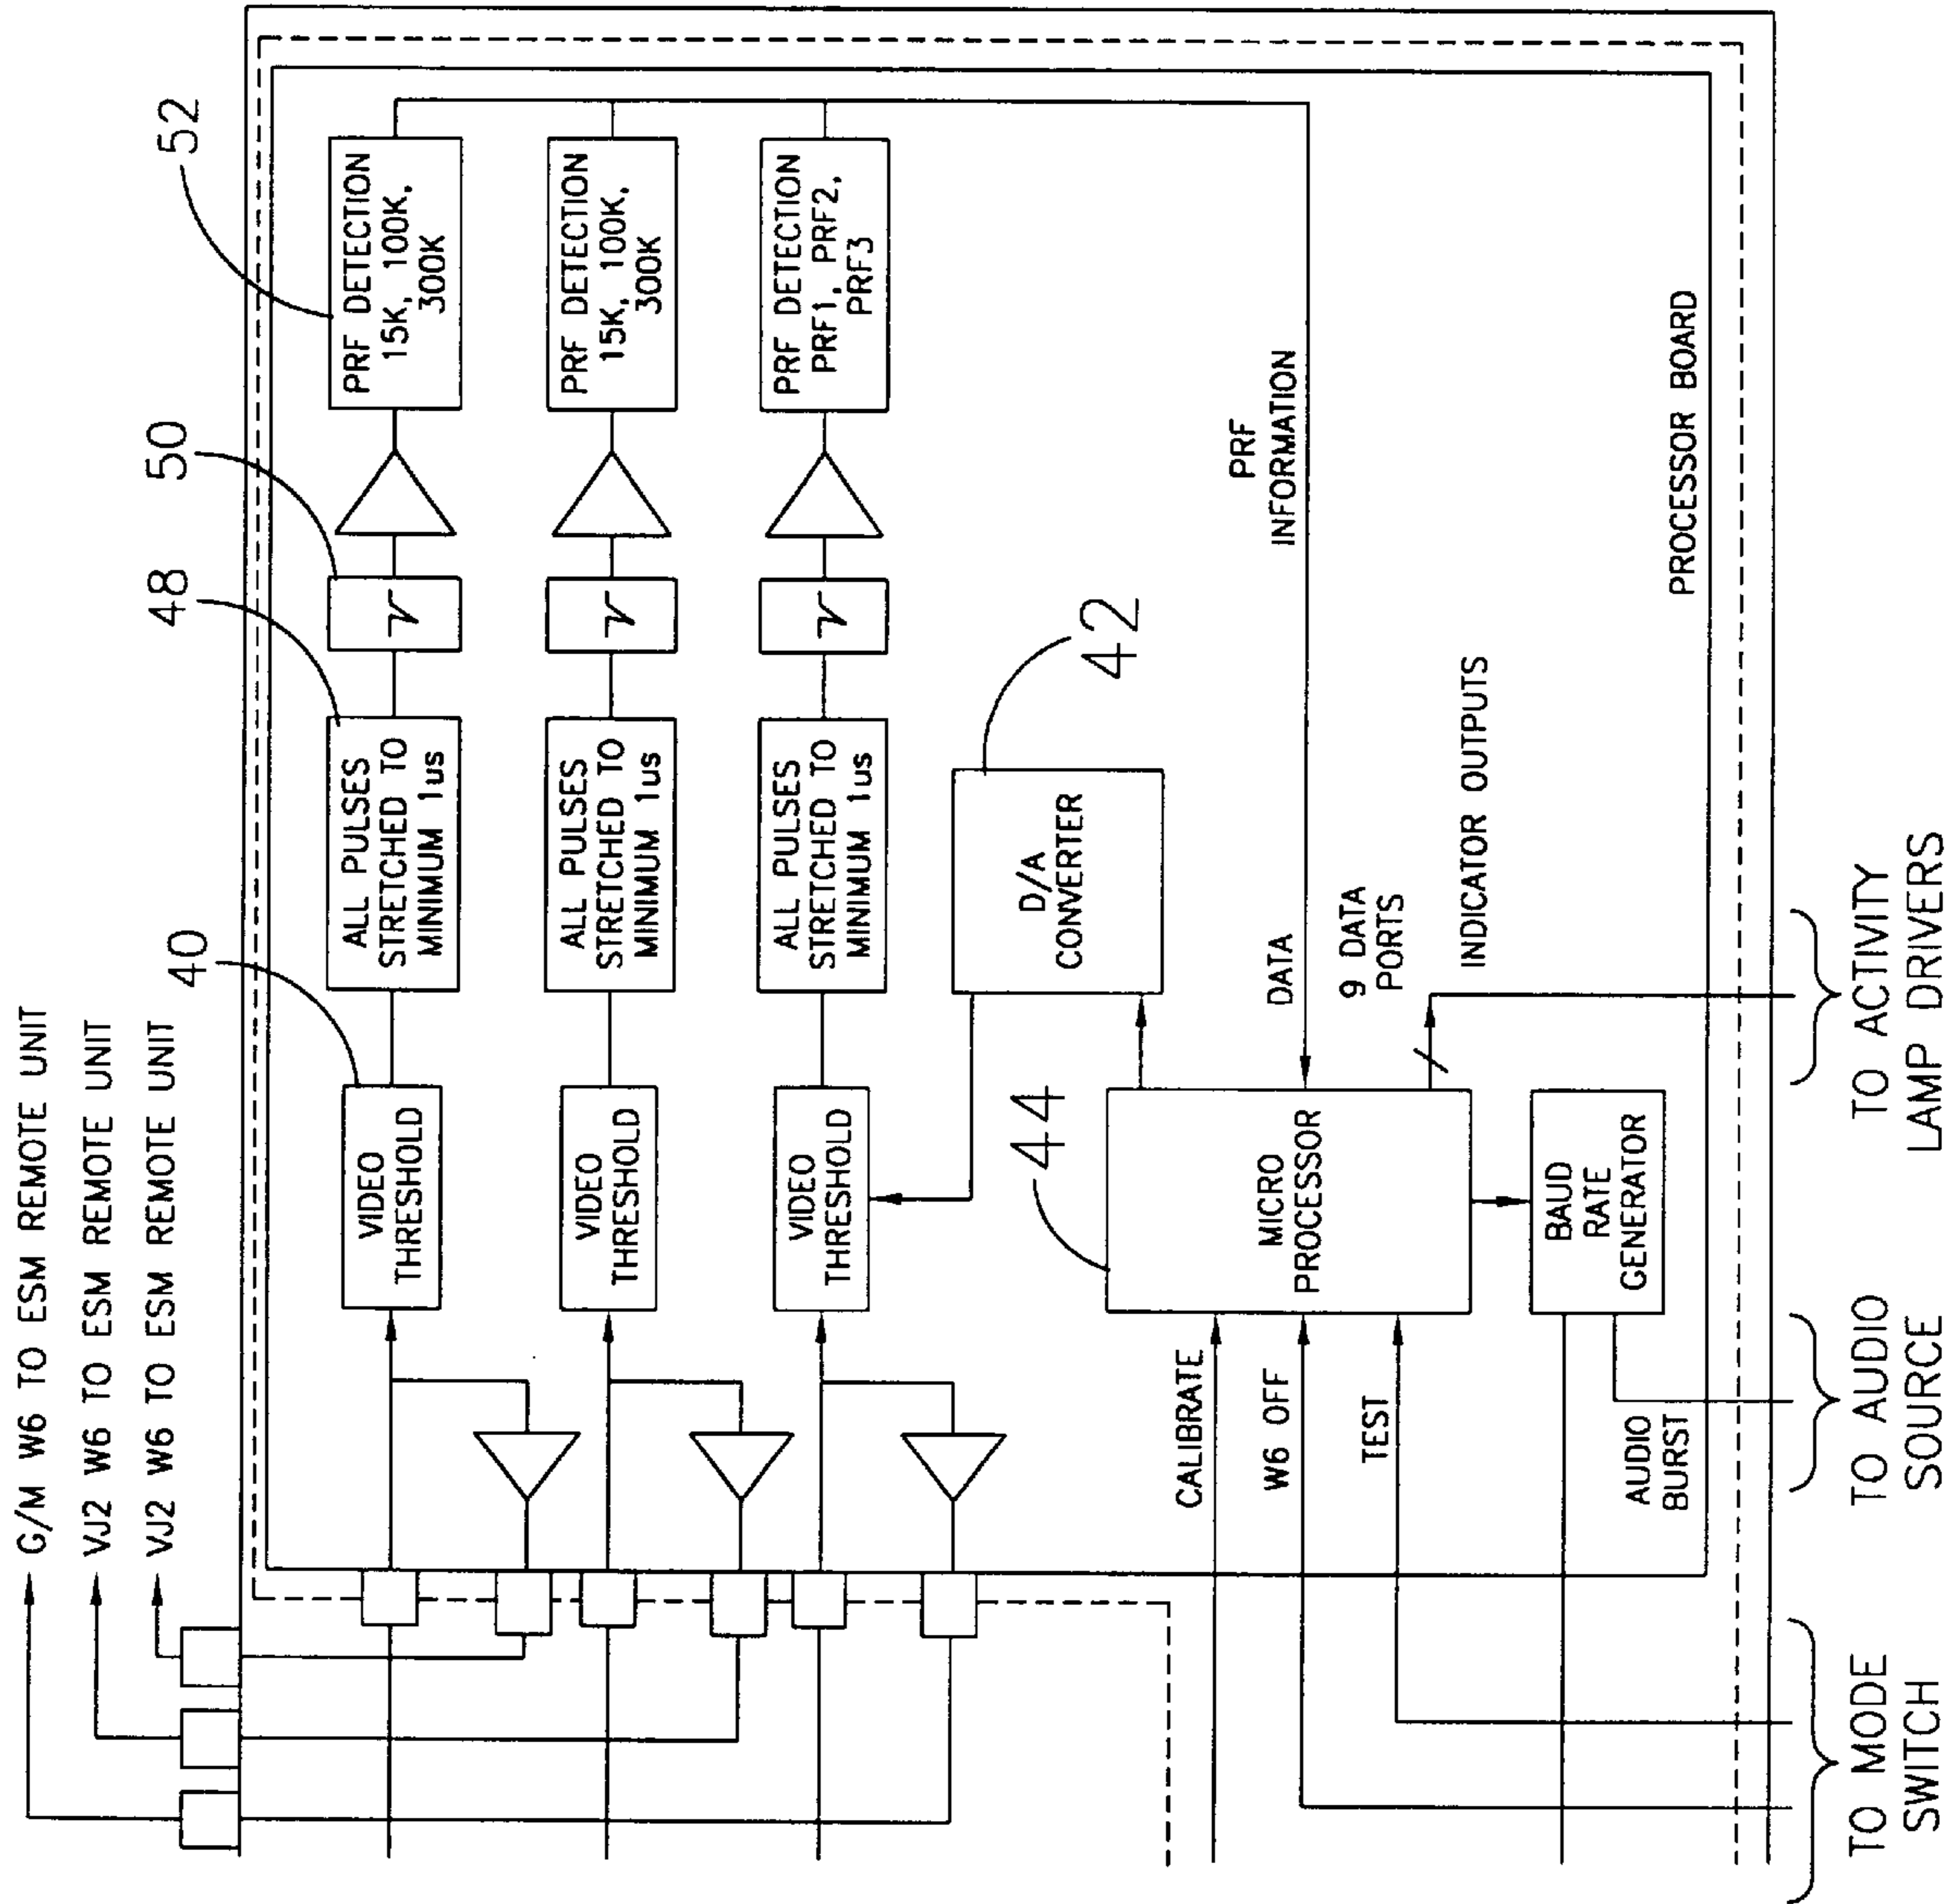 G/M W6 TO ESM REMOTE UNIT
VJ2 W6 TO ESM REMOTE UNIT
VJ2 W6 TO ESM REMOTE UNIT
40
48
50
52
VIDEO
THRESHOLD
ALL PULSES
STRETCHED TO
MINIMUM 1us
r
PRF DETECTION
15K, 100K,
300K
VIDEO
THRESHOLD
ALL PULSES
STRETCHED TO
MINIMUM 1us
r
PRF DETECTION
15K, 100K,
300K
VIDEO
THRESHOLD
ALL PULSES
STRETCHED TO
MINIMUM 1us
r
PRF DETECTION
PRF1, PRF2,
PRF3
D/A
CONVERTER
42
44
CALIBRATE
W6 OFF
TEST
MICRO
PROCESSOR
DATA
9 DATA
PORTS
PRF
INFORMATION
INDICATOR OUTPUTS
BAUD
RATE
GENERATOR
AUDIO
BURST
PROCESSOR BOARD
TO MODE
SWITCH
TO AUDIO
SOURCE
TO ACTIVITY
LAMP DRIVERS